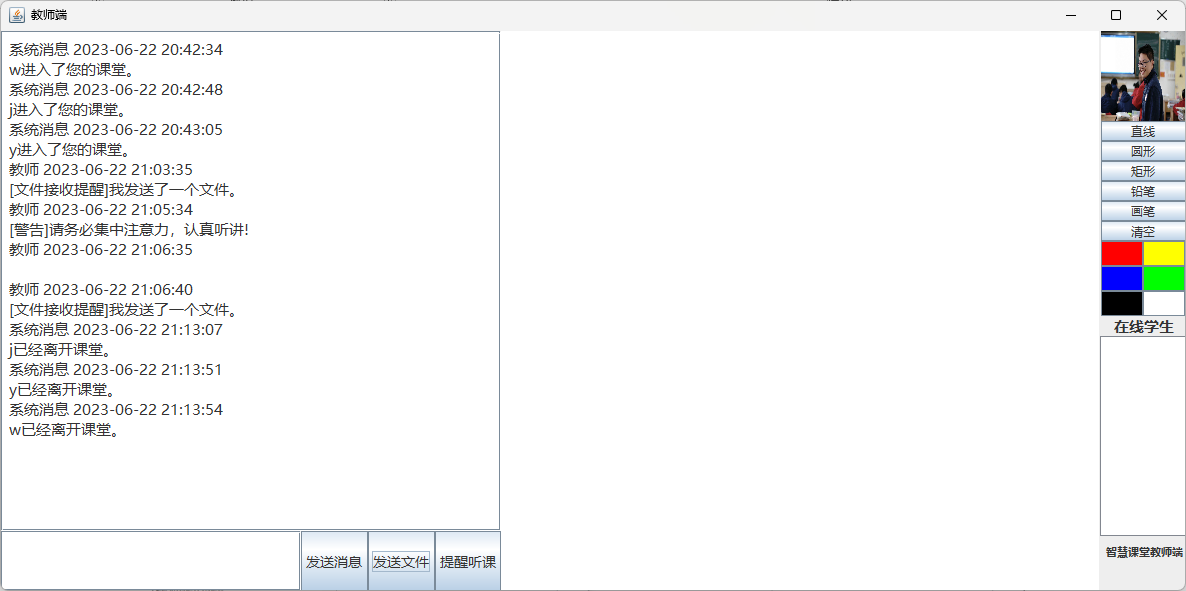 教师端
系统消息 2023-06-22 20:42:34
w进入了您的课堂。
系统消息 2023-06-22 20:42:48
j进入了您的课堂。
系统消息 2023-06-22 20:43:05
y进入了您的课堂。
教师 2023-06-22 21:03:35
[文件接收提醒]我发送了一个文件。
教师 2023-06-22 21:05:34
[警告]请务必集中注意力，认真听讲!
教师 2023-06-22 21:06:35
教师 2023-06-22 21:06:40
[文件接收提醒]我发送了一个文件。
系统消息 2023-06-22 21:13:07
j已经离开课堂。
系统消息 2023-06-22 21:13:51
y已经离开课堂。
系统消息 2023-06-22 21:13:54
w已经离开课堂。
发送消息
发送文件
提醒听课
直线
圆形
矩形
铅笔
画笔
清空
在线学生
智慧课堂教师端